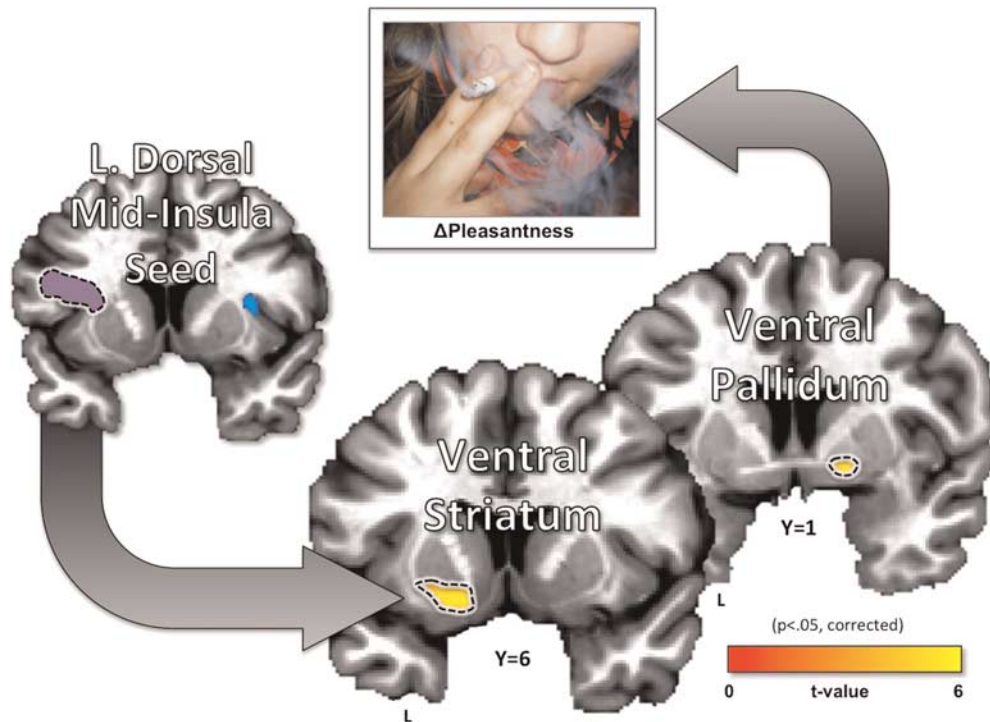 ΔPleasantness
L. Dorsal
Mid-Insula
Seed
Ventral
Pallidum
Ventral
Striatum
Y=1
L
(p<.05, corrected)
0 t-value 6
Y=6
L